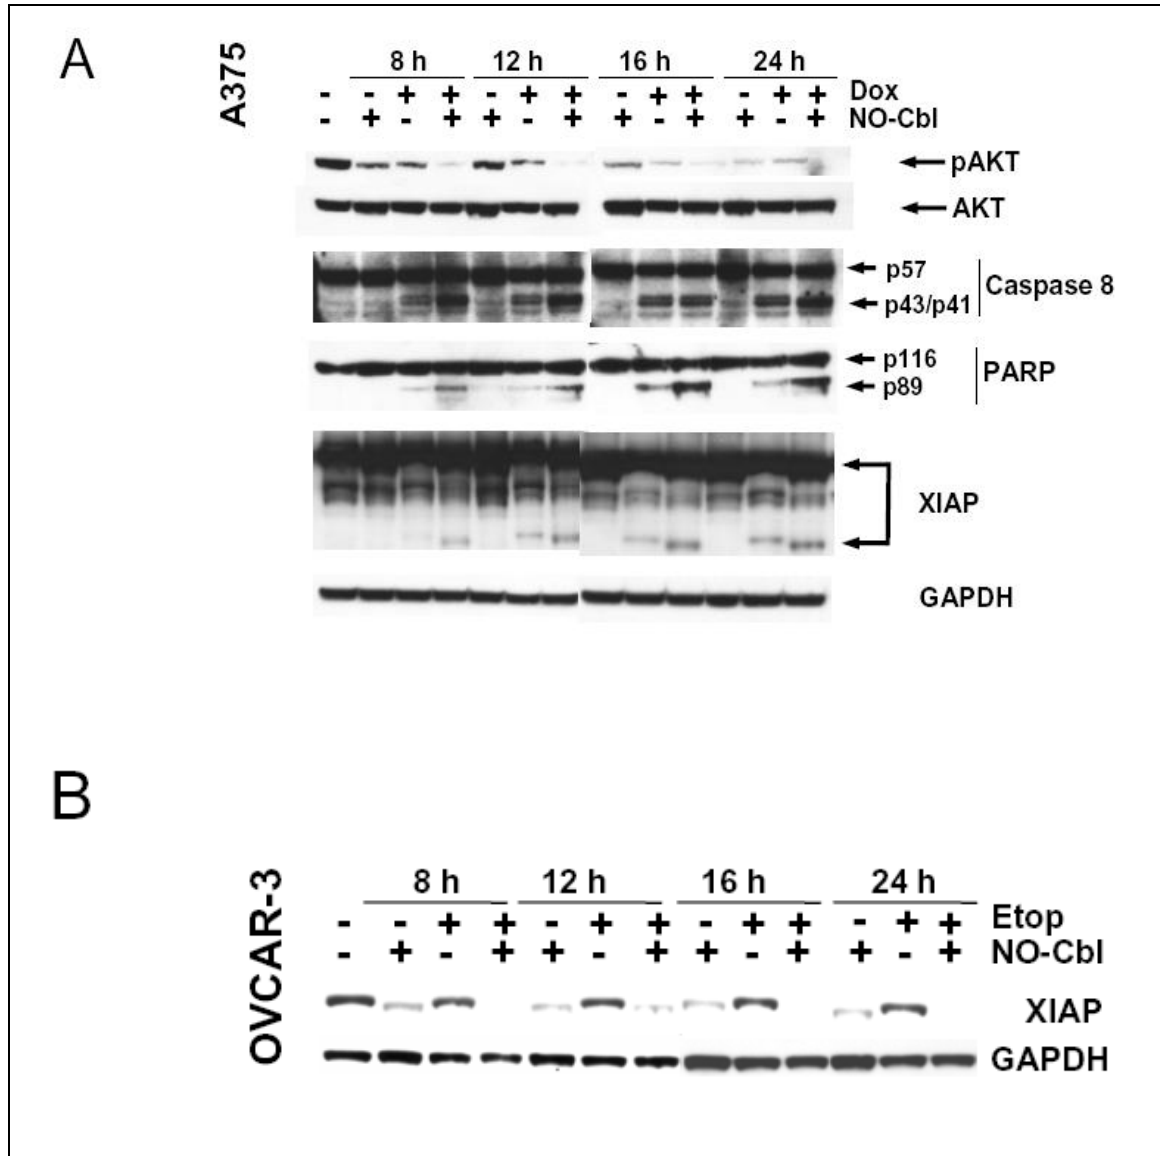 A
A375
8 h 12 h 16 h 24 h
- - + + - + + - + + - + + Dox
- + - + + - + + - + + - + NO-Cbl
pAKT
AKT
p57
p43/p41
Caspase 8
p116
p89
PARP
XIAP
GAPDH
B
OVCAR-3
8 h 12 h 16 h 24 h
- - + + - + + - + + - + + Etop
- + - + + - + + - + + - + NO-Cbl
XIAP
GAPDH